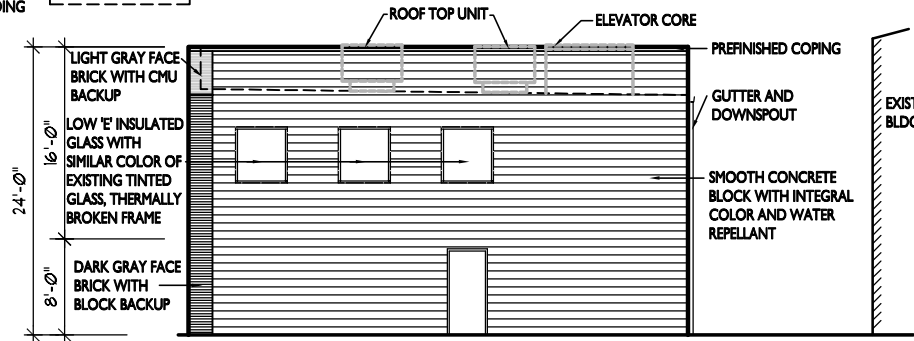 DING
ROOF TOP UNIT
ELEVATOR CORE
LIGHT GRAY FACE
BRICK WITH CMU
BACKUP
PREFINISHED COPING
GUTTER AND
DOWNSPOUT
EXIST
BLDG
LOW 'E' INSULATED
GLASS WITH
SIMILAR COLOR OF
EXISTING TINTED
GLASS, THERMALLY
BROKEN FRAME
SMOOTH CONCRETE
BLOCK WITH INTEGRAL
COLOR AND WATER
REPELLANT
DARK GRAY FACE
BRICK WITH
BLOCK BACKUP
24'-0"
16'-0"
8'-0"